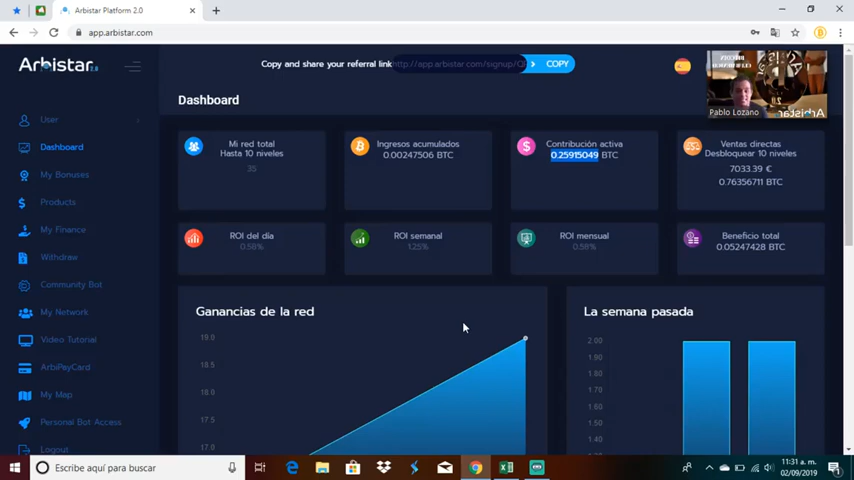 Arbistar Platform 2.0
app.arbistar.com
Arbistar 2.0
Copy and share your referral link
http://app.arbistar.com/signup/
COPY
Pablo Lozano
Dashboard
User
Dashboard
My Bonuses
Products
My Finance
Withdraw
Community Bot
My Network
Video Tutorial
ArbiPayCard
My Map
Personal Bot Access
Logout
Mi red total
Hasta 10 niveles
35
Ingresos acumulados
0.00247506 BTC
Contribución activa
0.25915049 BTC
Ventas directas
Desbloquear 10 niveles
7033.39 €
0.76356711 BTC
ROI del día
0.58%
ROI semanal
1.25%
ROI mensual
0.58%
Beneficio total
0.05247428 BTC
Ganancias de la red
19.0
18.5
18.0
17.5
17.0
La semana pasada
2.00
1.90
1.80
1.70
1.60
1.50
1.40
1.30
Escribe aquí para buscar
11:31 a. m.
02/09/2019